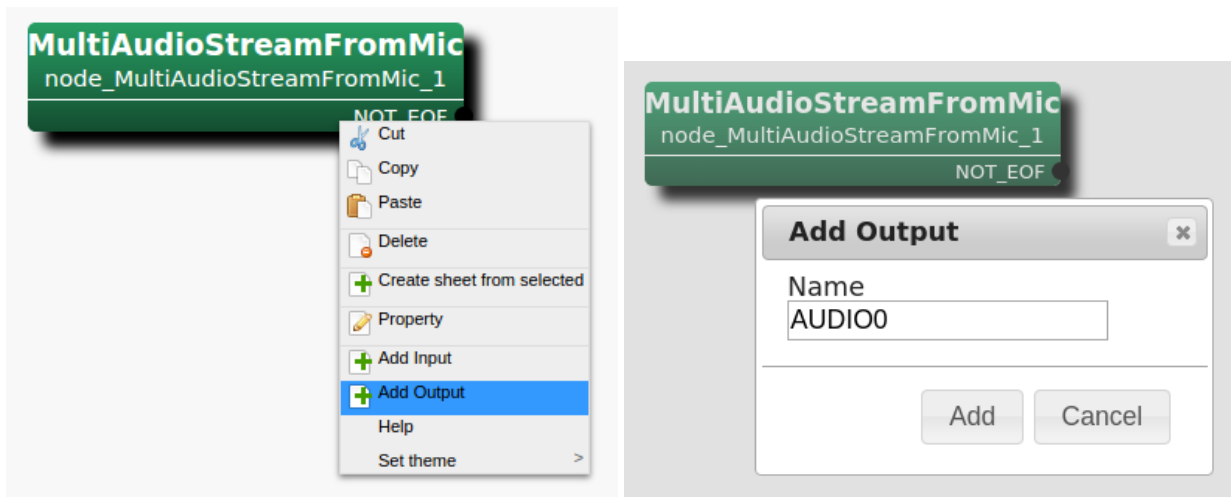 MultiAudioStreamFromMic
node_MultiAudioStreamFromMic_1
NOT_EOF
Cut
Copy
Paste
Delete
Create sheet from selected
Property
Add Input
Add Output
Help
Set theme >
MultiAudioStreamFromMic
node_MultiAudioStreamFromMic_1
NOT_EOF
Add Output
Name
AUDIO0
Add Cancel